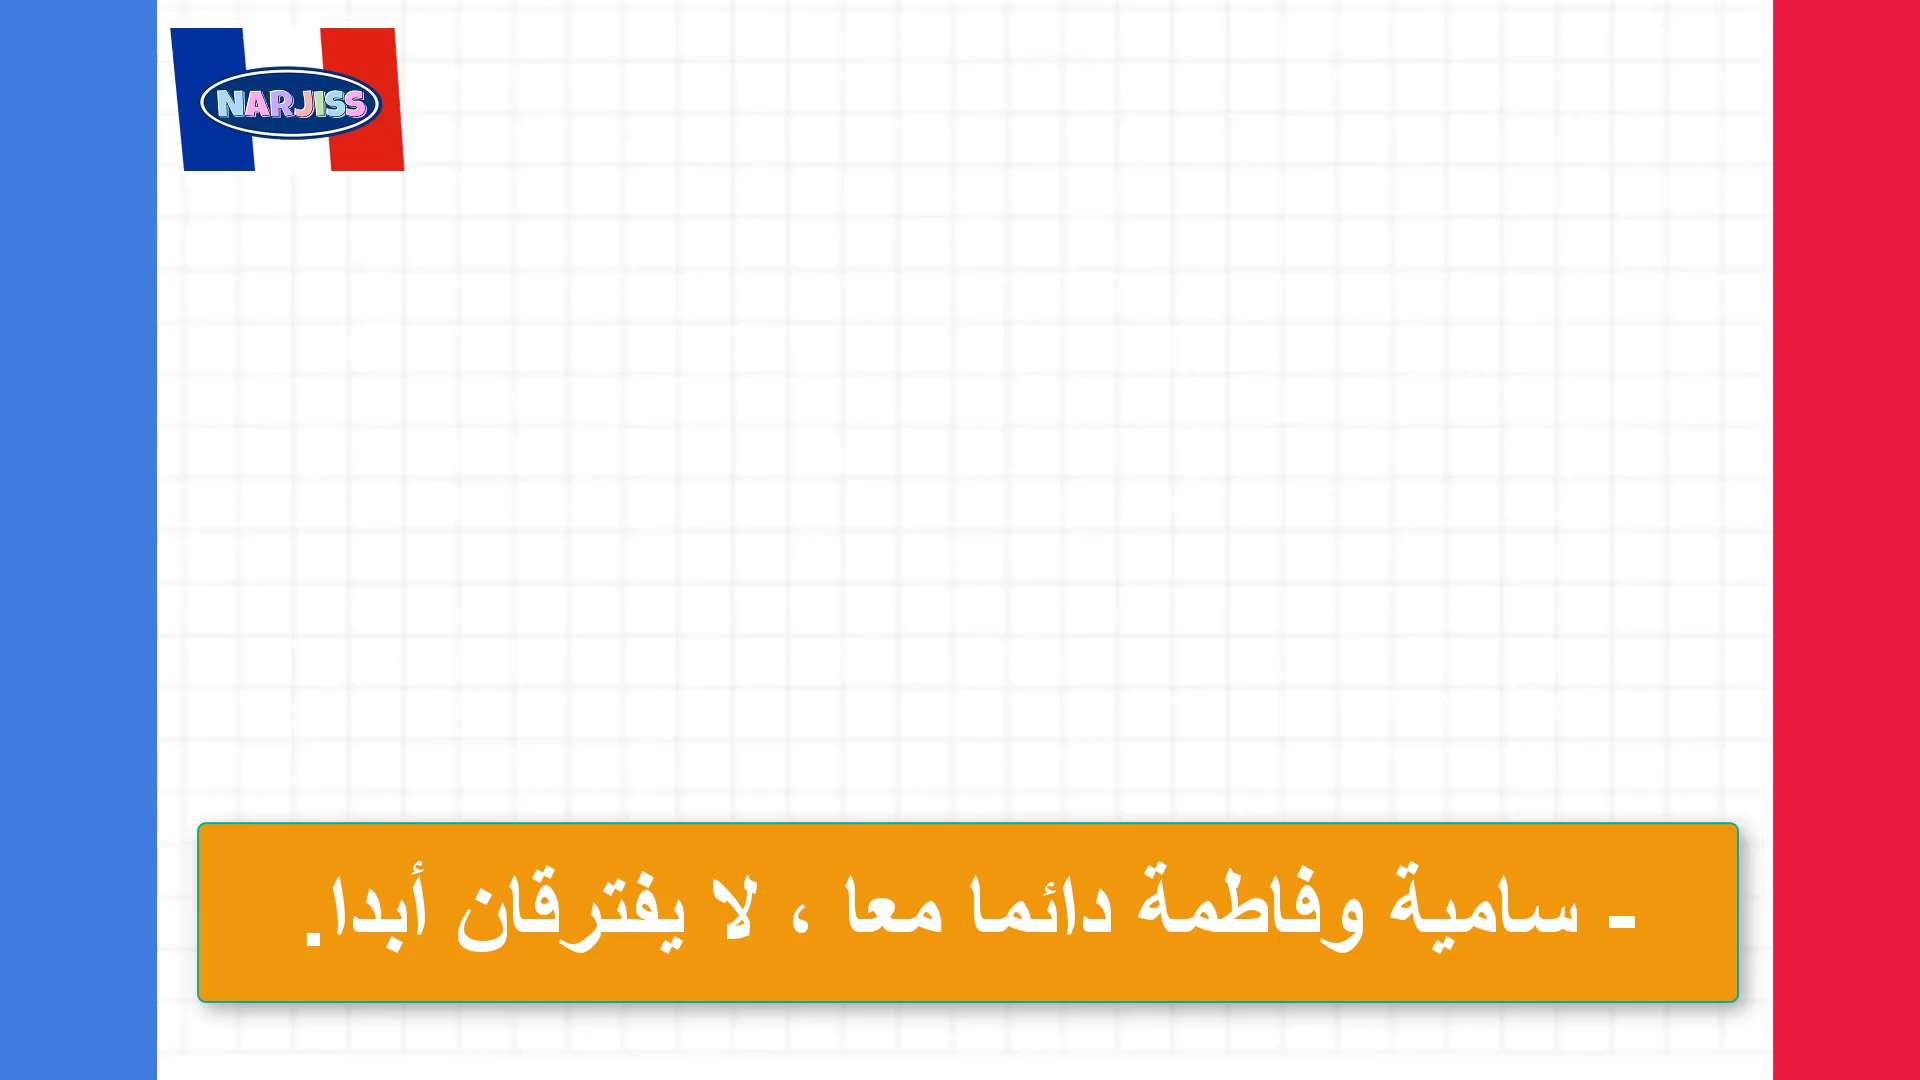 NARJISS
- سامية وفاطمة دائما معا ، لا يفترقان أبدا.